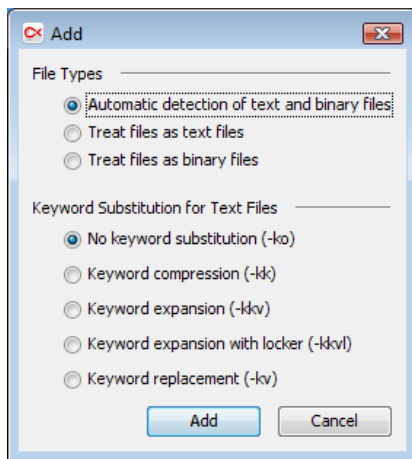 Add
File Types
Automatic detection of text and binary files
Treat files as text files
Treat files as binary files
Keyword Substitution for Text Files
No keyword substitution (-ko)
Keyword compression (-kk)
Keyword expansion (-kkv)
Keyword expansion with locker (-kkvl)
Keyword replacement (-kv)
Add Cancel